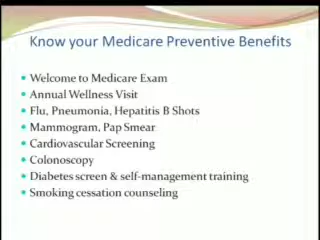 Know your Medicare Preventive Benefits
Welcome to Medicare Exam
Annual Wellness Visit
Flu, Pneumonia, Hepatitis B Shots
Mammogram, Pap Smear
Cardiovascular Screening
Colonoscopy
Diabetes screen & self-management training
Smoking cessation counseling